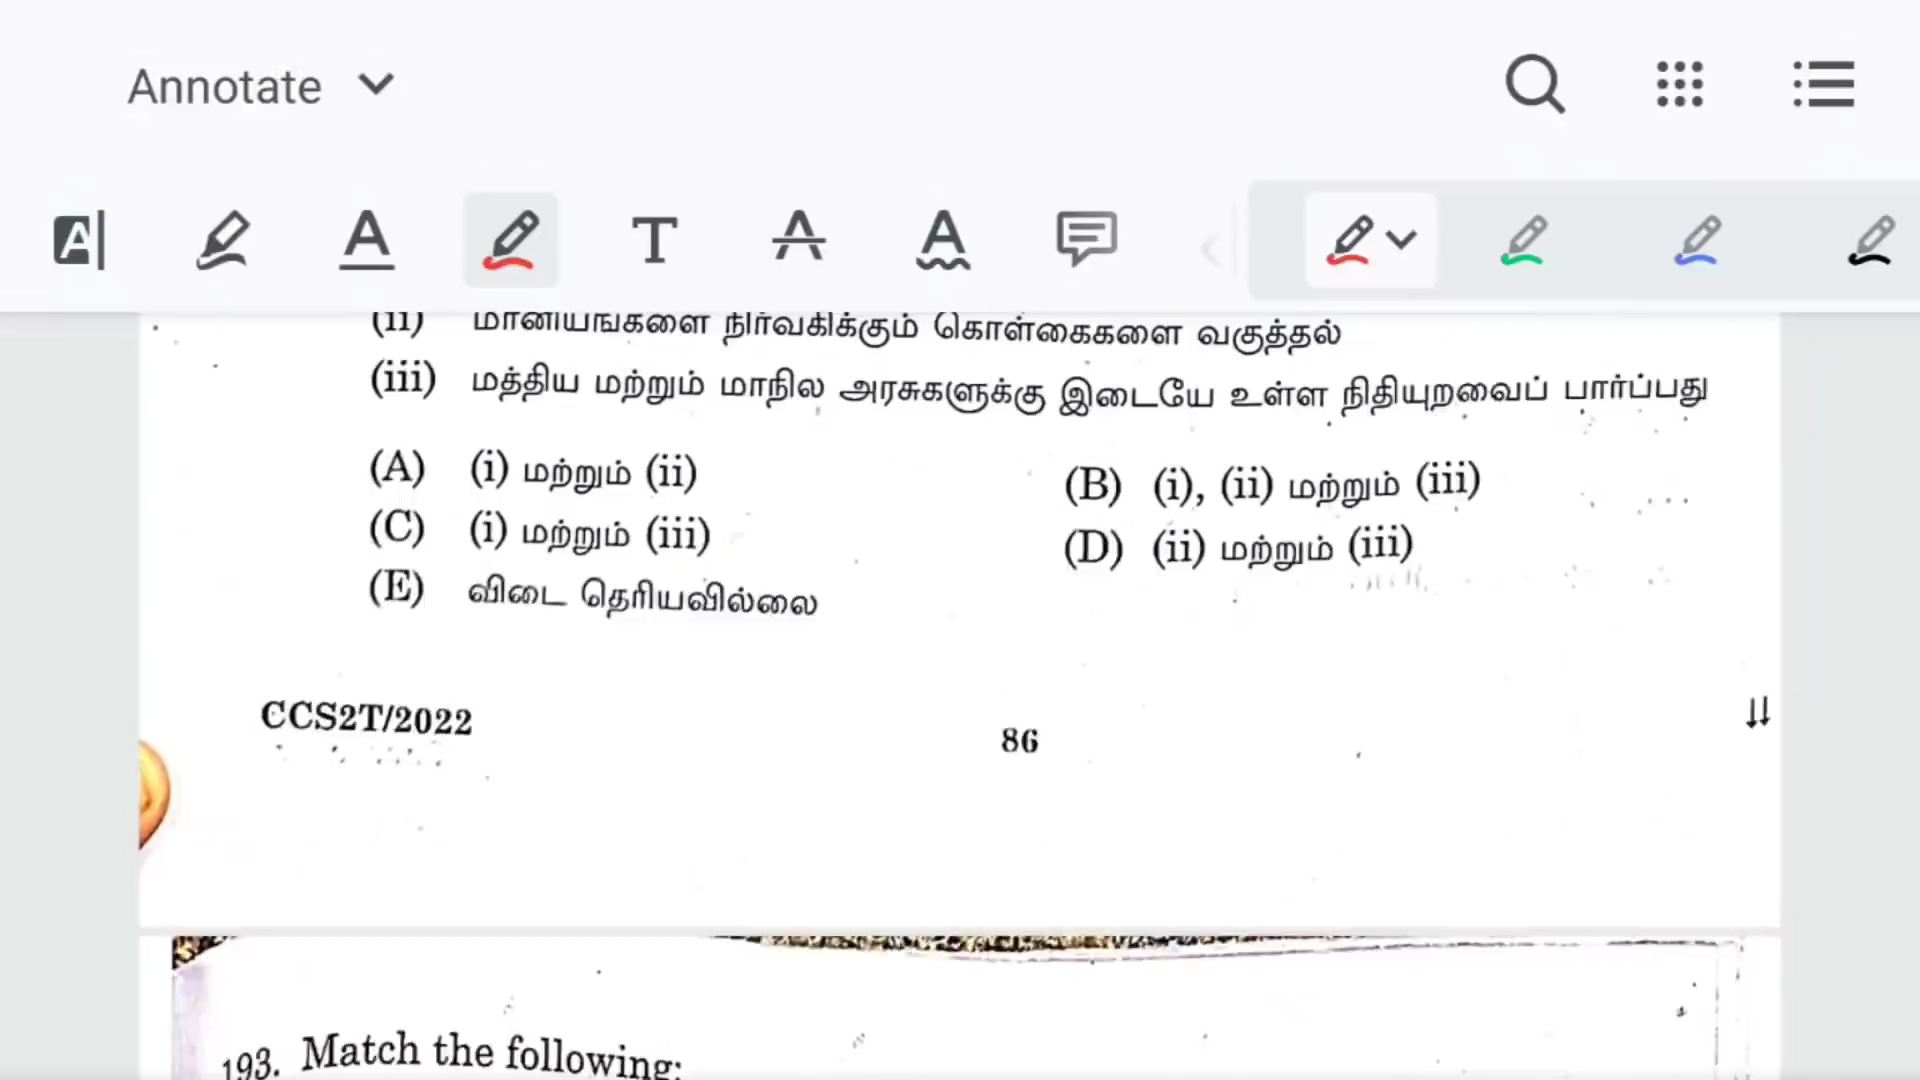 Annotate
(ii) மானியங்களை நிர்வகிக்கும் கொள்கைகளை வகுத்தல்
(iii) மத்திய மற்றும் மாநில அரசுகளுக்கு இடையே உள்ள நிதியுறவைப் பார்ப்பது
(A) (i) மற்றும் (ii)
(B) (i), (ii) மற்றும் (iii)
(C) (i) மற்றும் (iii)
(D) (ii) மற்றும் (iii)
(E) விடை தெரியவில்லை
CCS2T/2022
86
193. Match the following: